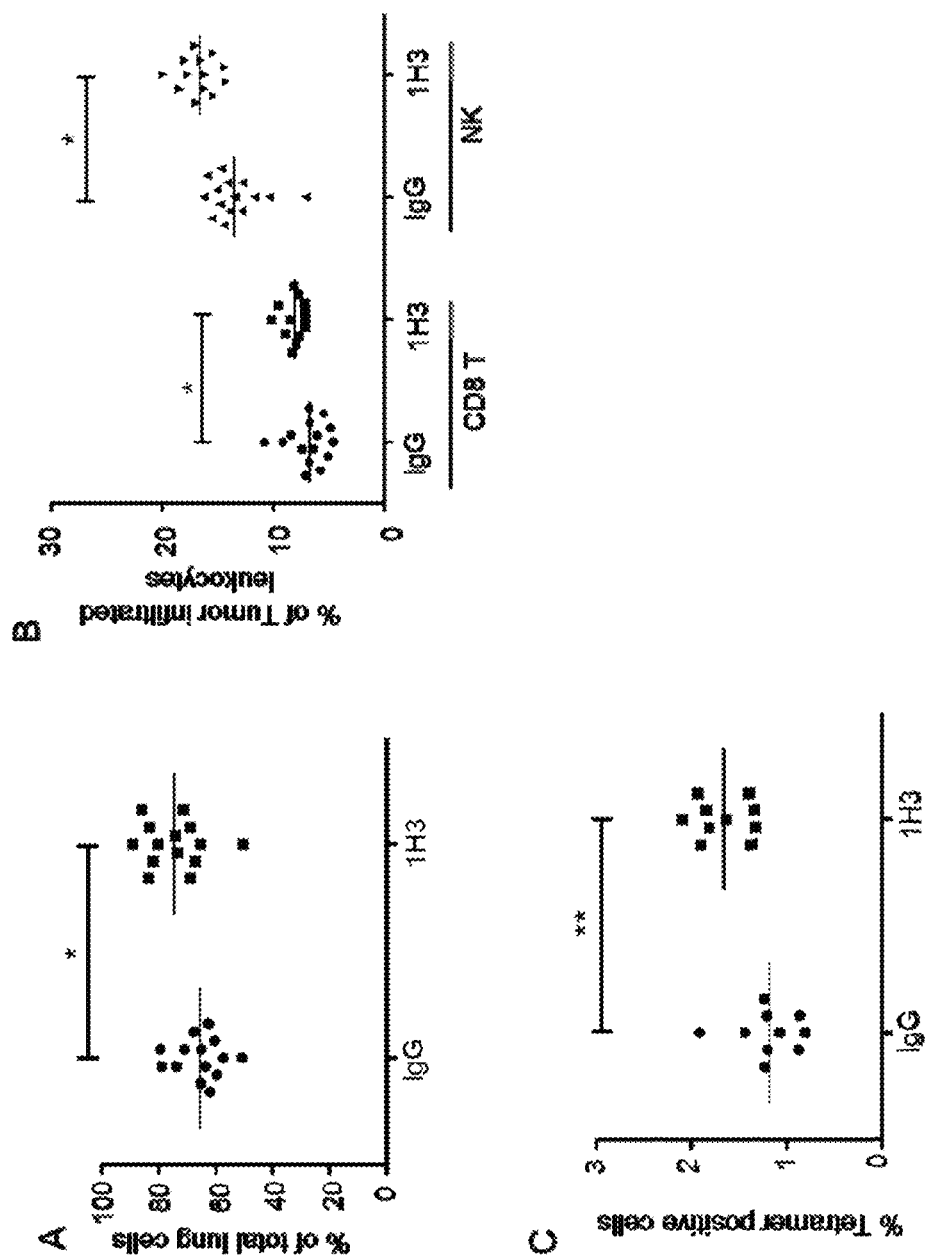 A
% of total lung cells
100
80
60
40
20
0
*
IgG
1H3
B
% of Tumor infiltrated
leukocytes
30
20
10
0
*
*
IgG
1H3
IgG
1H3
CD8 T
NK
C
% Tetramer positive cells
3
2
1
0
**
IgG
1H3